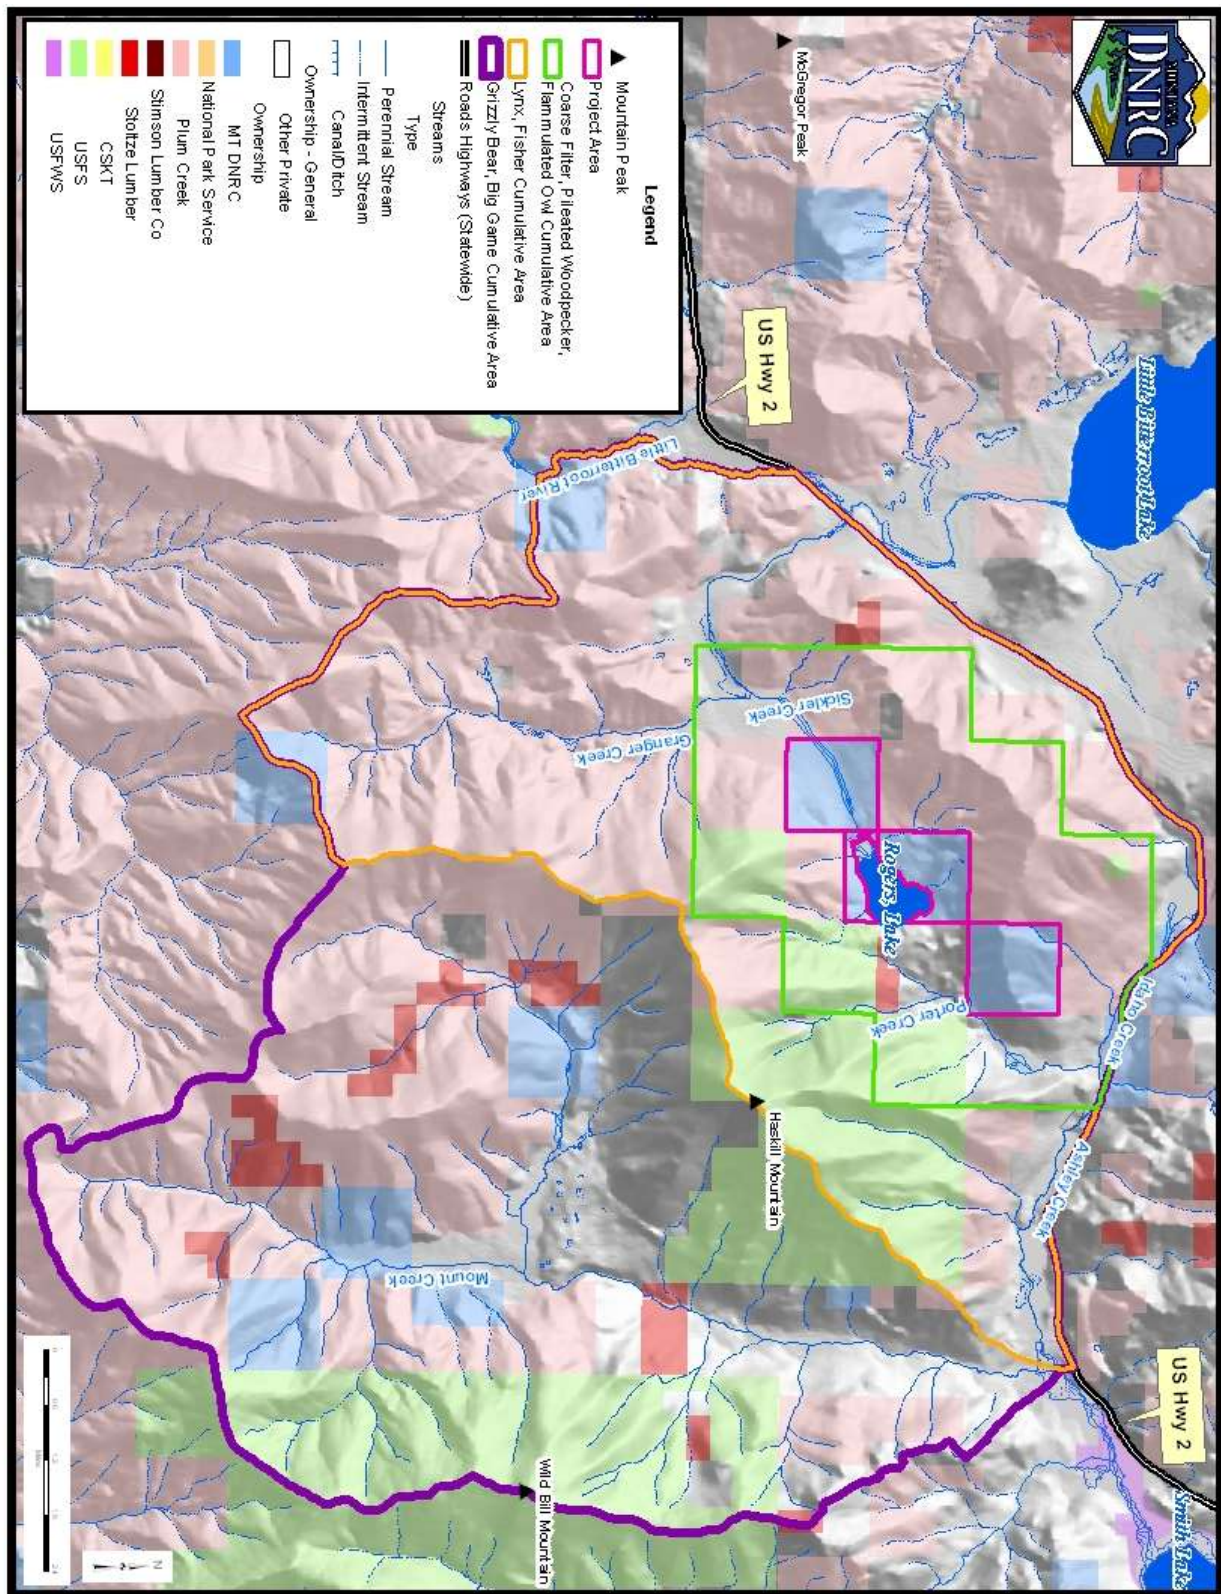 MONTANA
DNRC
McGregor Peak
Little Bitterroot Lake
US Hwy 2
Little Bitterroot River
Sickler Creek
Granger Creek
Rogers Lake
Porter Creek
Idaho Creek
Ashley Creek
Haskill Mountain
Mount Creek
Wild Bill Mountain
US Hwy 2
Smith Lake
Legend
Mountain Peak
Project Area
Coarse Filter, Pileated Woodpecker,
Flammulated Owl Cumulative Area
Lynx, Fisher Cumulative Area
Grizzly Bear, Big Game Cumulative Area
Roads Highways (Statewide)
Streams
Type
Perennial Stream
Intermittent Stream
Canal/Ditch
Ownership - General
Other Private
Ownership
MT DNRC
National Park Service
Plum Creek
Stimson Lumber Co
Stoltze Lumber
CSKT
USFS
USFWS
Miles
N